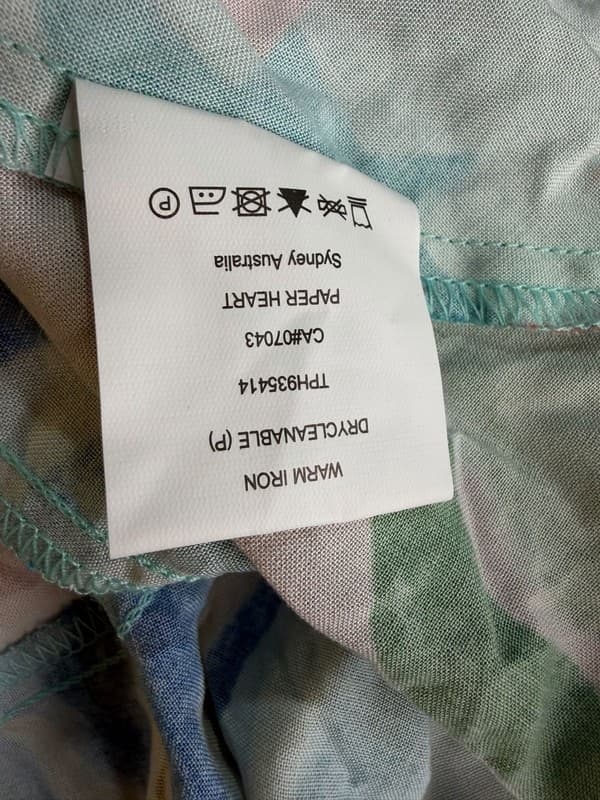 WARM IRON
DRYCLEANABLE (P)
TPH935414
CA#07043
PAPER HEART
Sydney Australia
P